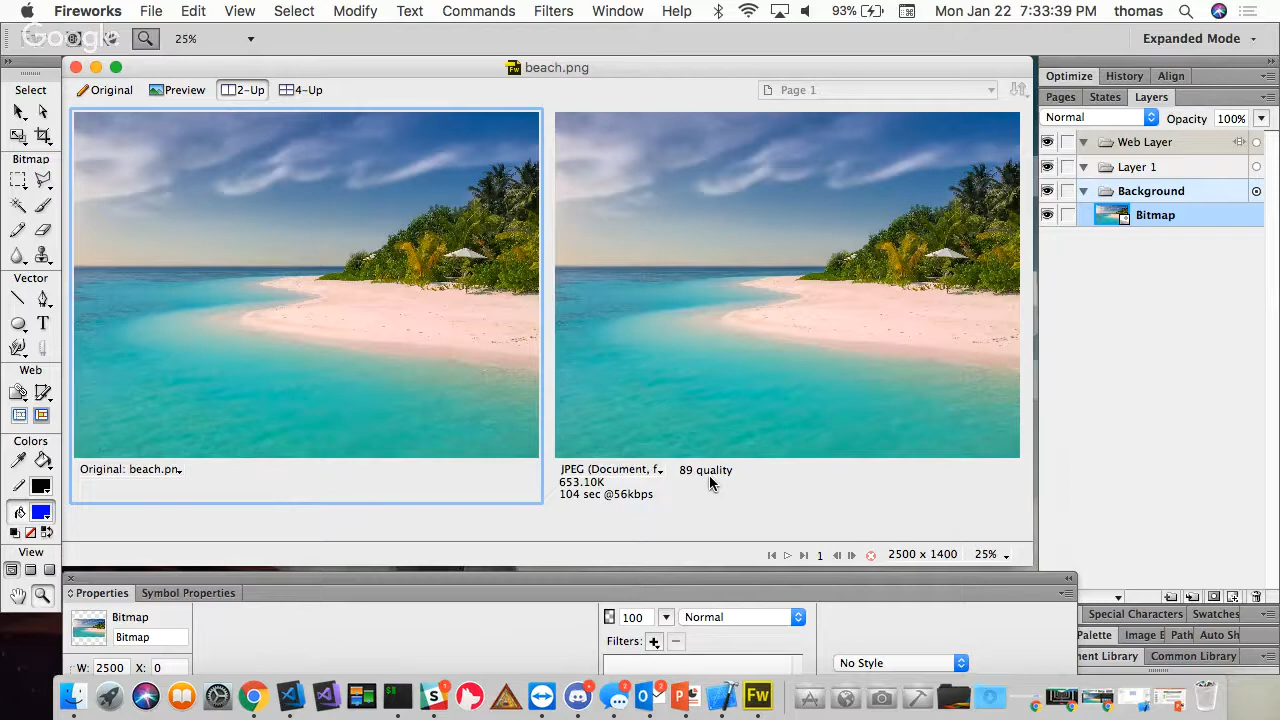 Fireworks File Edit View Select Modify Text Commands Filters Window Help 93% Mon Jan 22 7:33:39 PM thomas
Google 25% Expanded Mode
beach.png
Original Preview 2-Up 4-Up Page 1
Select
Bitmap
Vector
Web
Colors
View
Original: beach.pn
JPEG (Document, f 89 quality
653.10K
104 sec @56kbps
1 2500 x 1400 25%
Optimize History Align
Pages States Layers
Normal Opacity 100%
Web Layer
Layer 1
Background
Bitmap
Special Characters Swatches
Palette Image E Path Auto Sh
ment Library Common Library
Properties Symbol Properties
Bitmap 100 Normal
Bitmap Filters:
W: 2500 X: 0 No Style
Fw